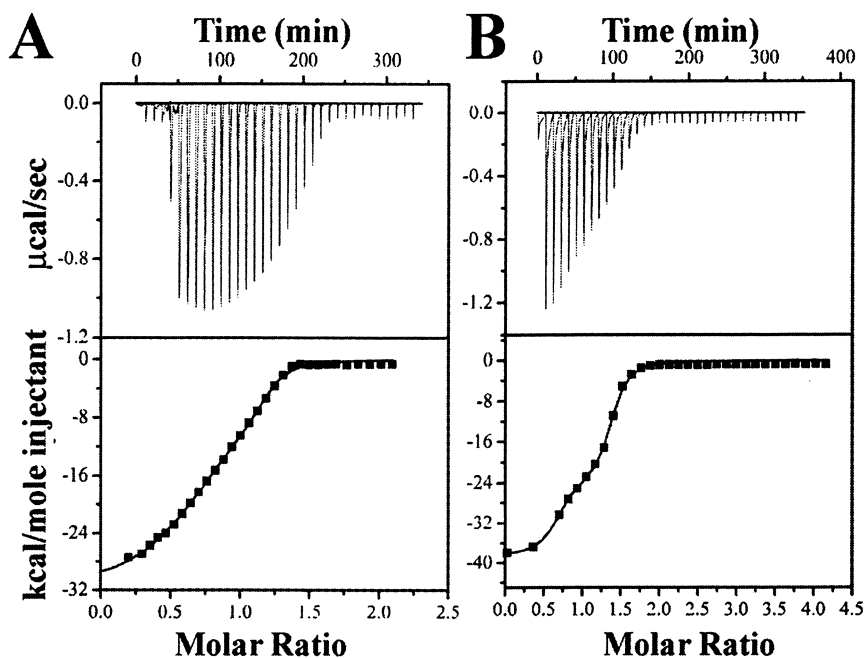 A
Time (min)
0 100 200 300
0.0
-0.4
-0.8
-1.2
μcal/sec
0
-8
-16
-24
-32
kcal/mole injectant
0.0 0.5 1.0 1.5 2.0 2.5
Molar Ratio
B
Time (min)
0 100 200 300 400
0.0
-0.4
-0.8
-1.2
0
-8
-16
-24
-32
-40
0.0 0.5 1.0 1.5 2.0 2.5 3.0 3.5 4.0 4.5
Molar Ratio